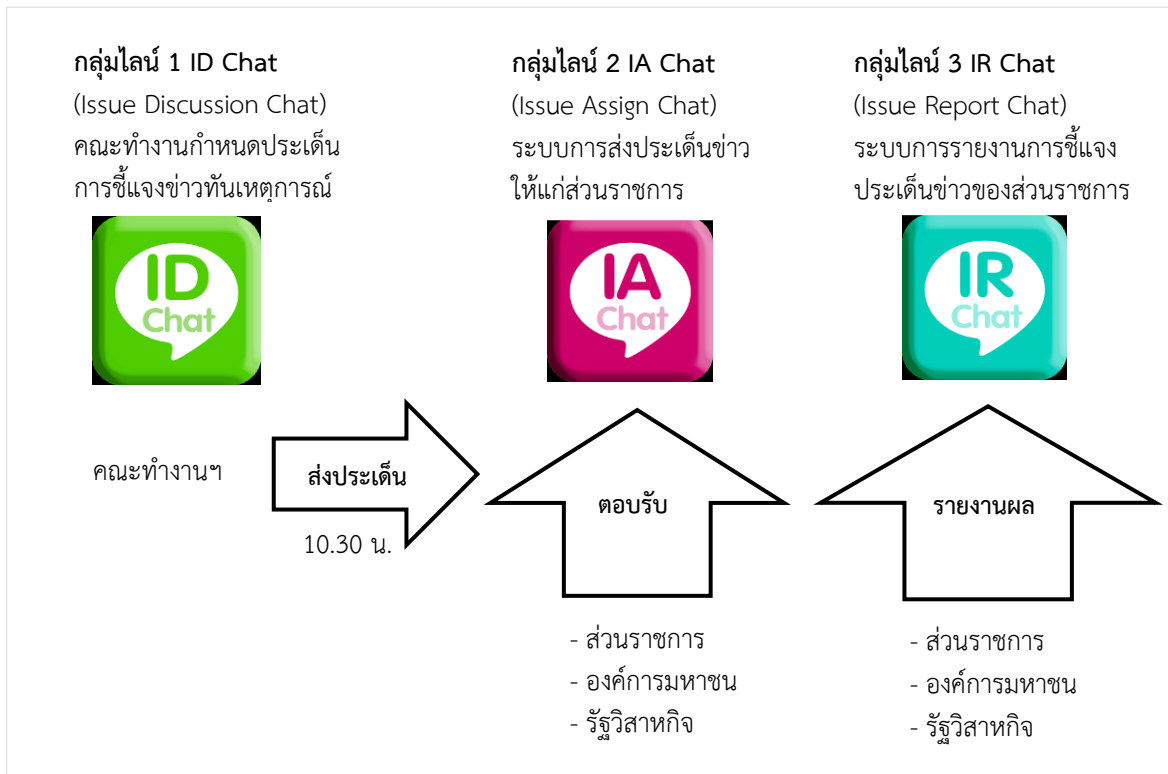 กลุ่มไลน์ 1 ID Chat
(Issue Discussion Chat)
คณะทำงานกำหนดประเด็น
การชี้แจงข่าวทันเหตุการณ์
ID
Chat
คณะทำงานฯ
ส่งประเด็น
10.30 น.
กลุ่มไลน์ 2 IA Chat
(Issue Assign Chat)
ระบบการส่งประเด็นข่าว
ให้แก่ส่วนราชการ
IA
Chat
ตอบรับ
- ส่วนราชการ
- องค์การมหาชน
- รัฐวิสาหกิจ
กลุ่มไลน์ 3 IR Chat
(Issue Report Chat)
ระบบการรายงานการชี้แจง
ประเด็นข่าวของส่วนราชการ
IR
Chat
รายงานผล
- ส่วนราชการ
- องค์การมหาชน
- รัฐวิสาหกิจ